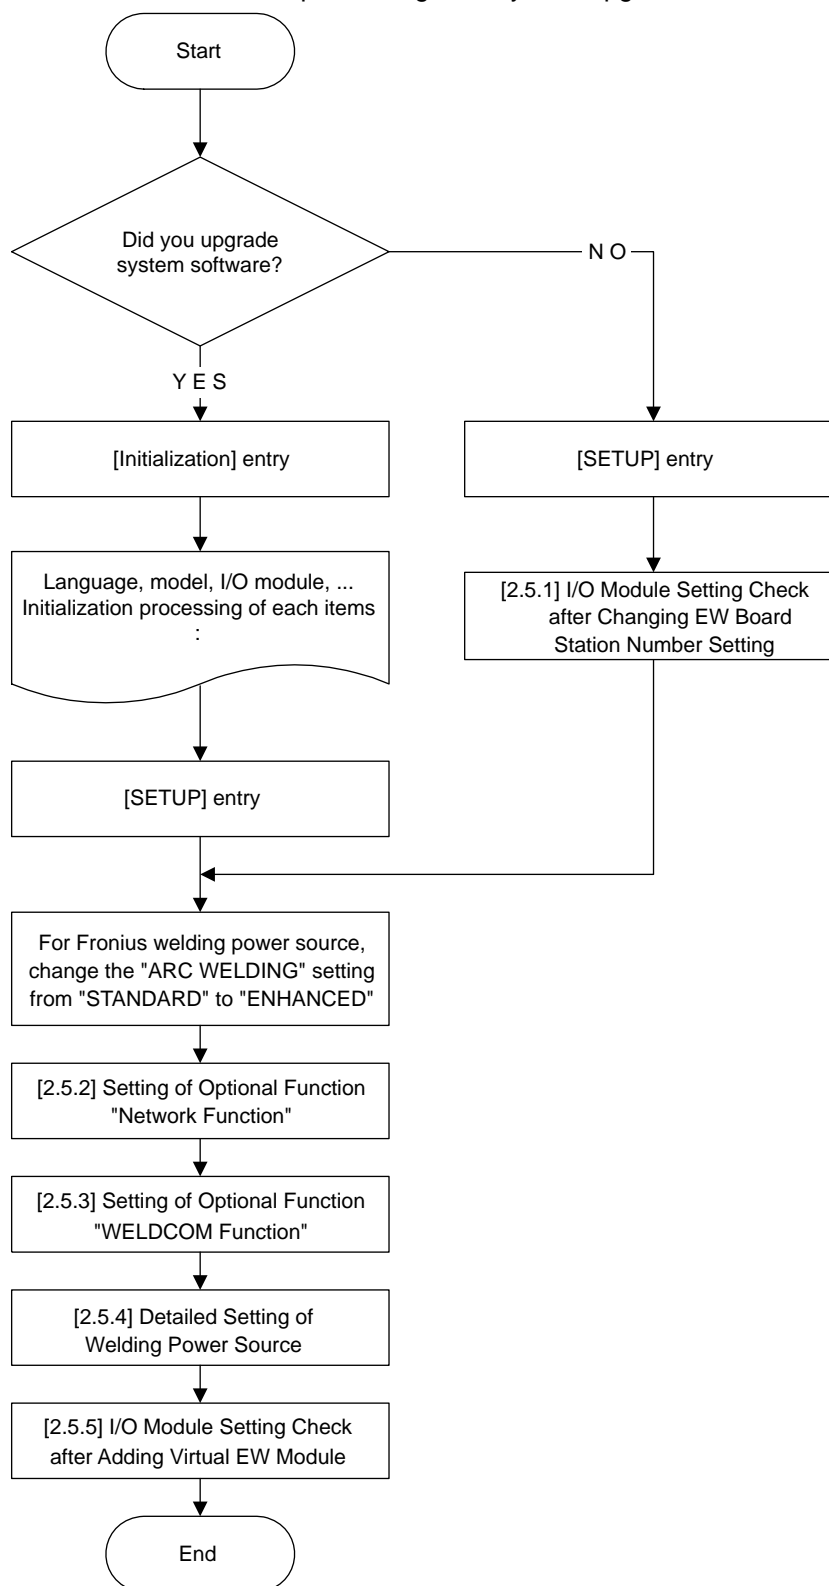 Start
Did you upgrade
system software?
N O
Y E S
[Initialization] entry
[SETUP] entry
Language, model, I/O module, ...
Initialization processing of each items
:
[2.5.1] I/O Module Setting Check
after Changing EW Board
Station Number Setting
[SETUP] entry
For Fronius welding power source,
change the "ARC WELDING" setting
from "STANDARD" to "ENHANCED"
[2.5.2] Setting of Optional Function
"Network Function"
[2.5.3] Setting of Optional Function
"WELDCOM Function"
[2.5.4] Detailed Setting of
Welding Power Source
[2.5.5] I/O Module Setting Check
after Adding Virtual EW Module
End